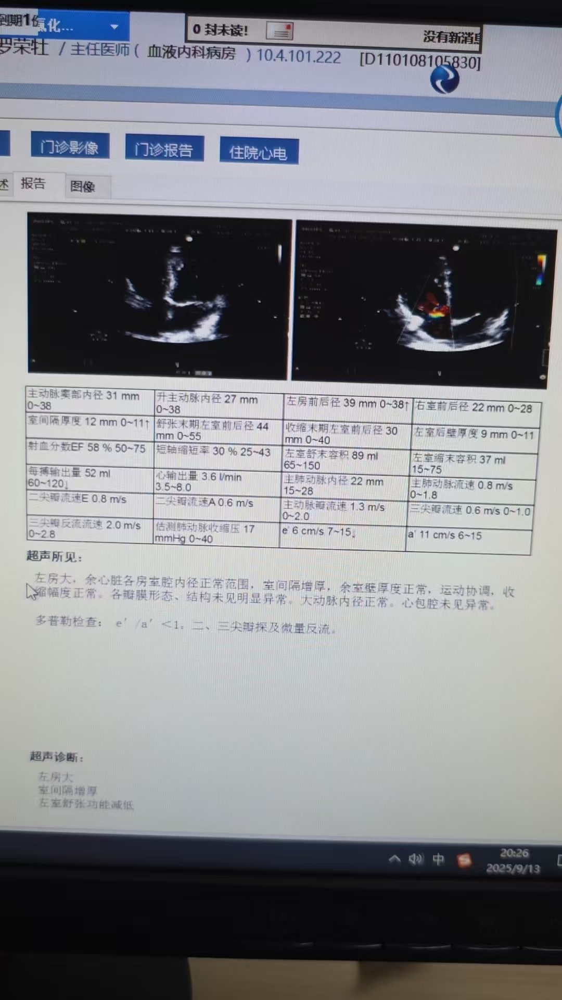 到期1份
氯化...
0 封未读!
没有新消息
罗荣牡 / 主任医师 ( 血液内科病房 ) 10.4.101.222 [D110108105830]
门诊影像 门诊报告 住院心电
述 报告 图像
主动脉窦部内径 31 mm 0~38
升主动脉内径 27 mm 0~38
左房前后径 39 mm 0~38↑
右室前后径 22 mm 0~28
室间隔厚度 12 mm 0~11↑
舒张末期左室前后径 44 mm 0~55
收缩末期左室前后径 30 mm 0~40
左室后壁厚度 9 mm 0~11
射血分数EF 58 % 50~75
短轴缩短率 30 % 25~43
左室舒末容积 89 ml 65~150
左室缩末容积 37 ml 15~75
每搏输出量 52 ml 60~120↓
心输出量 3.6 l/min 3.5~8.0
主肺动脉内径 22 mm 15~28
主肺动脉流速 0.8 m/s 0~1.8
二尖瓣流速E 0.8 m/s
二尖瓣流速A 0.6 m/s
主动脉瓣流速 1.3 m/s 0~2.0
三尖瓣流速 0.6 m/s 0~1.0
三尖瓣反流流速 2.0 m/s 0~2.8
估测肺动脉收缩压 17 mmHg 0~40
e' 6 cm/s 7~15↓
a' 11 cm/s 6~15
超声所见：
左房大，余心脏各房室腔内径正常范围，室间隔增厚，余室壁厚度正常，运动协调，收
缩幅度正常。各瓣膜形态、结构未见明显异常。大动脉内径正常。心包腔未见异常。
多普勒检查： e′/a′＜1。二、三尖瓣探及微量反流。
超声诊断：
左房大
室间隔增厚
左室舒张功能减低
中
20:26
2025/9/13